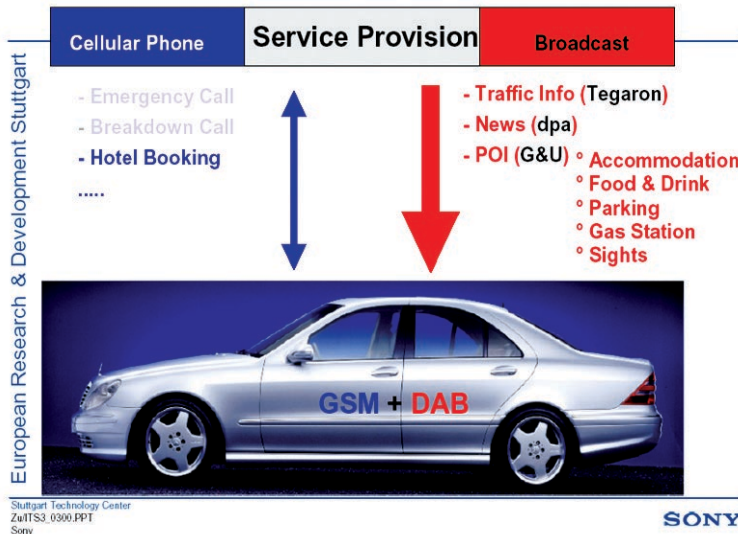 Cellular Phone
Service Provision
Broadcast
- Emergency Call
- Breakdown Call
- Hotel Booking
.....
- Traffic Info (Tegaron)
- News (dpa)
- POI (G&U)
° Accommodation
° Food & Drink
° Parking
° Gas Station
° Sights
GSM + DAB
European Research & Development Stuttgart
Stuttgart Technology Center
Zu/ITS3_0300.PPT
Sony
SONY